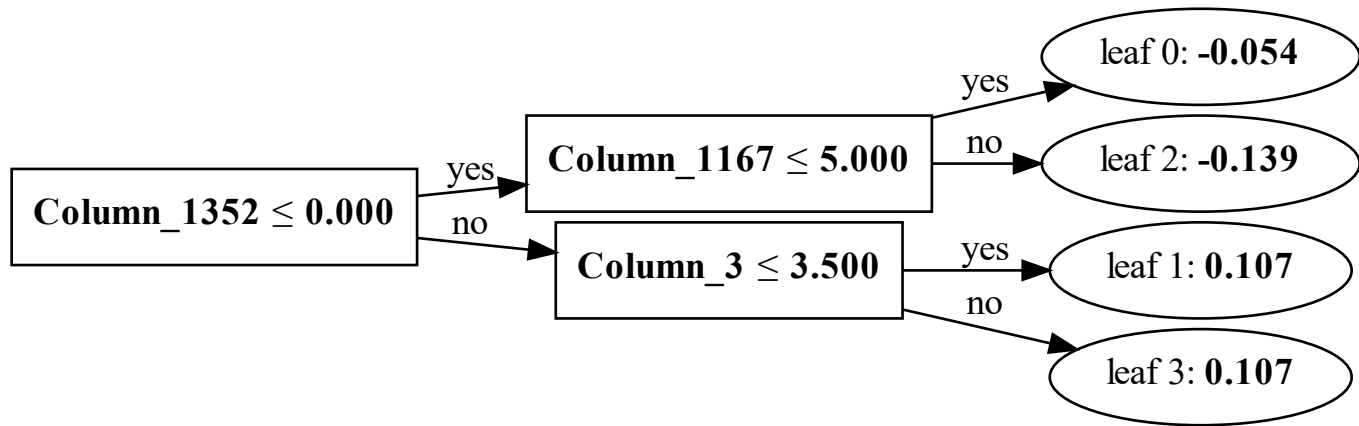 Column_1352 ≤ 0.000
yes
no
Column_1167 ≤ 5.000
yes
no
Column_3 ≤ 3.500
yes
no
leaf 0: -0.054
leaf 2: -0.139
leaf 1: 0.107
leaf 3: 0.107